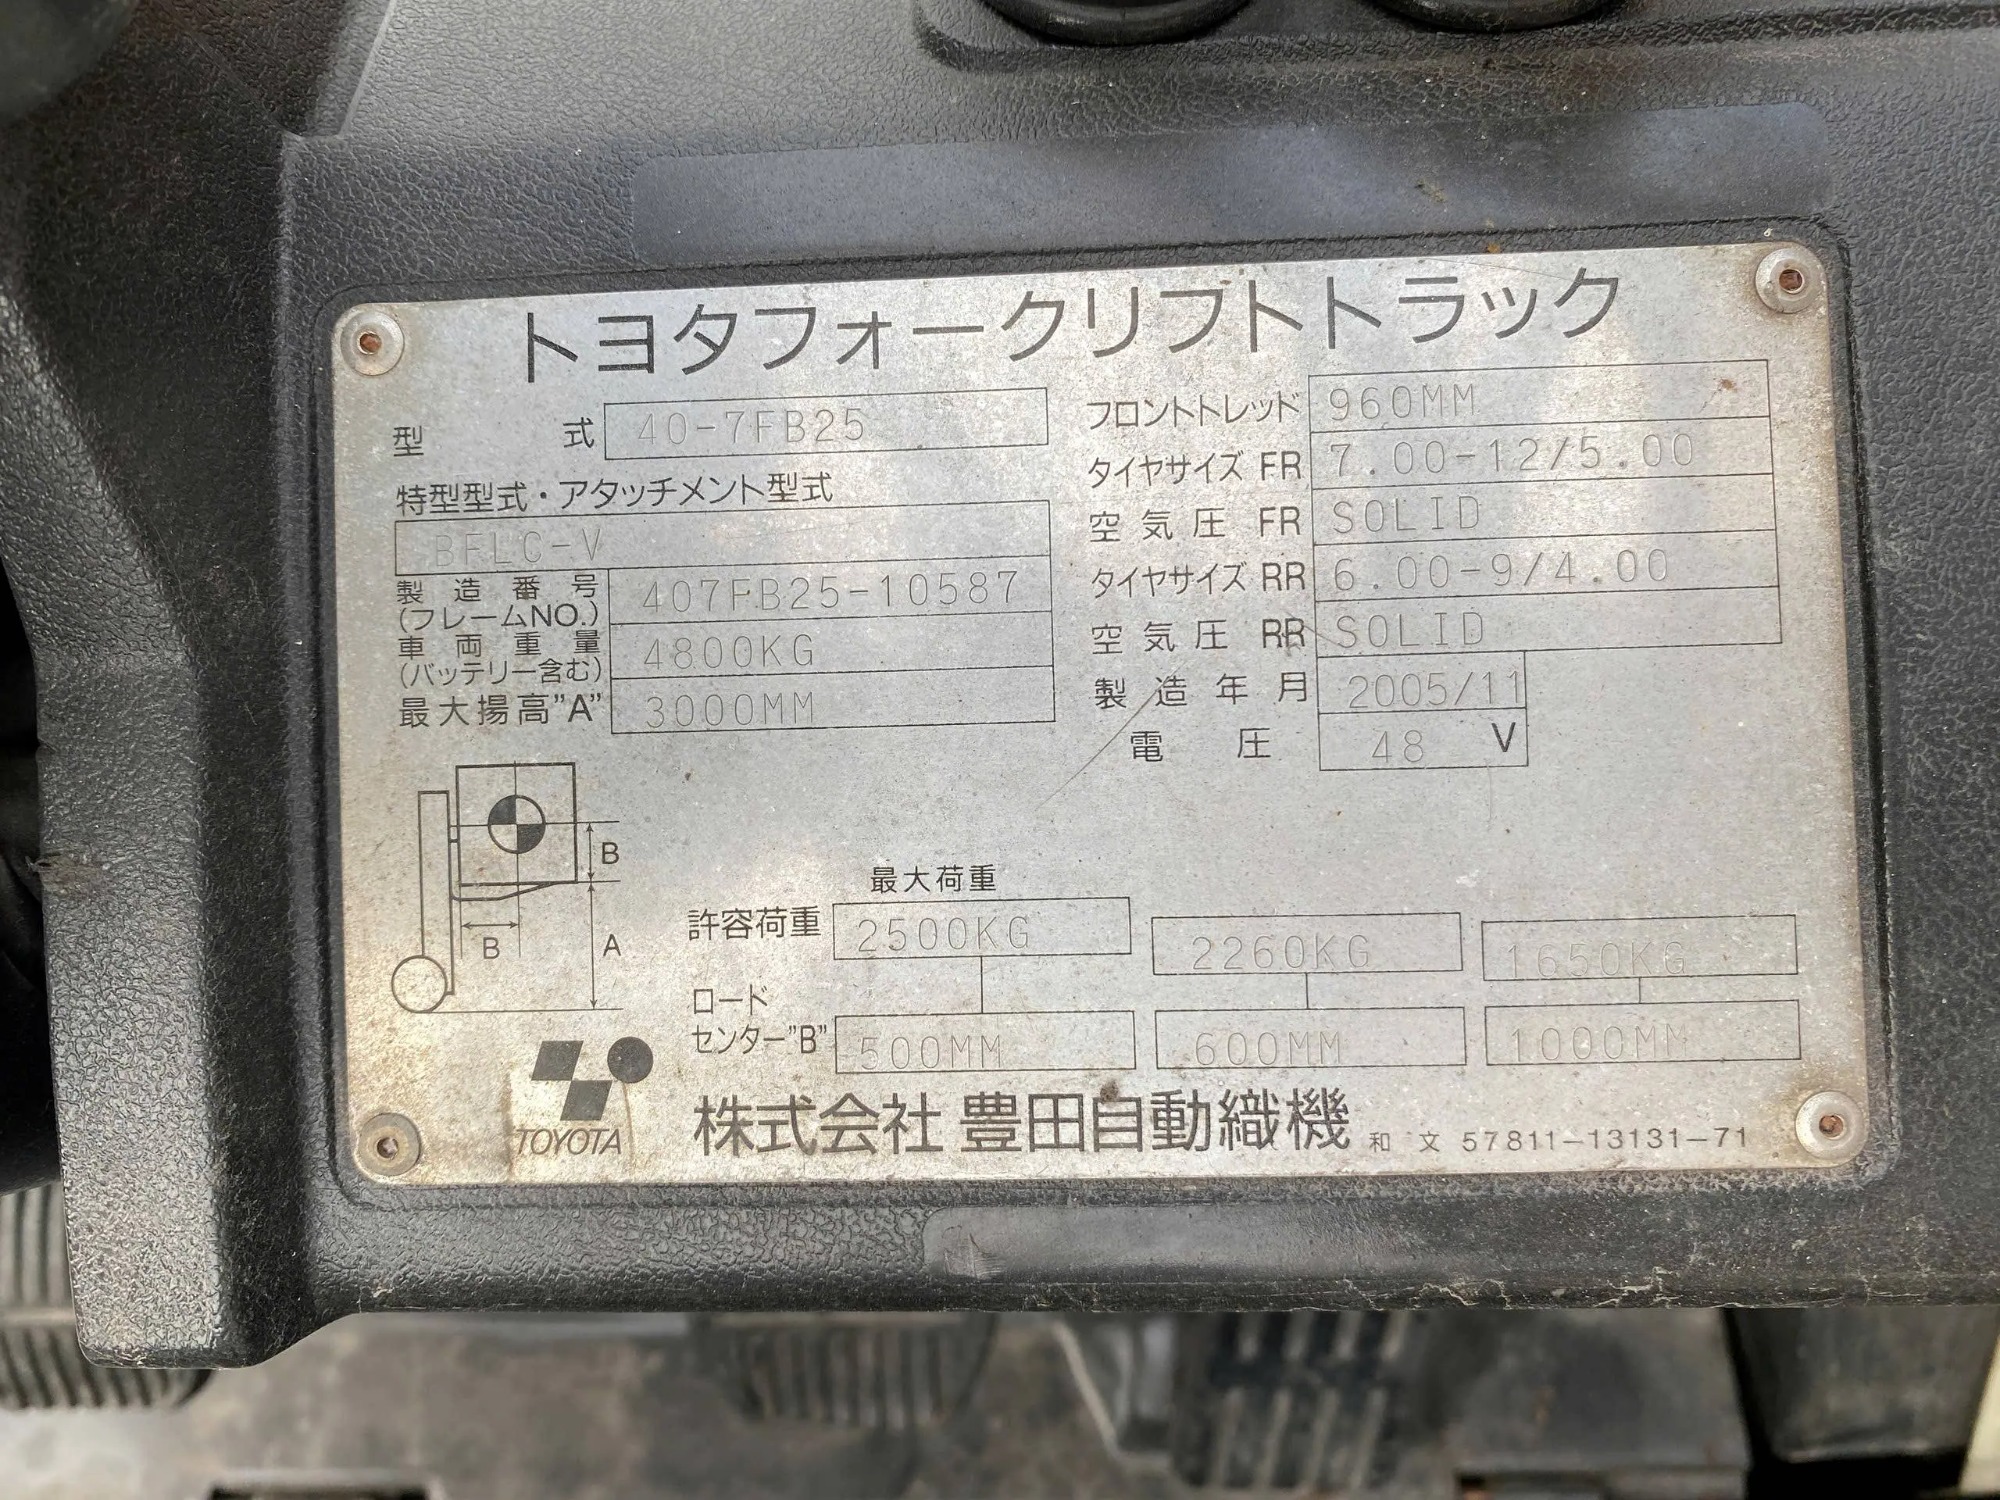 トヨタフォークリフトトラック
型式 40-7FB25
特型型式・アタッチメント型式
BFLC-V
製造番号 407FB25-10587
(フレームNO.)
車両重量 4800KG
(バッテリー含む)
最大揚高"A" 3000MM
フロントトレッド 960MM
タイヤサイズ FR 7.00-12/5.00
空気圧 FR SOLID
タイヤサイズ RR 6.00-9/4.00
空気圧 RR SOLID
製造年月 2005/11
電圧 48 V
B
B
A
最大荷重
許容荷重 2500KG 2260KG 1650KG
ロード
センター"B" 500MM 600MM 1000MM
TOYOTA 株式会社 豊田自動織機 和文 57811-13131-71